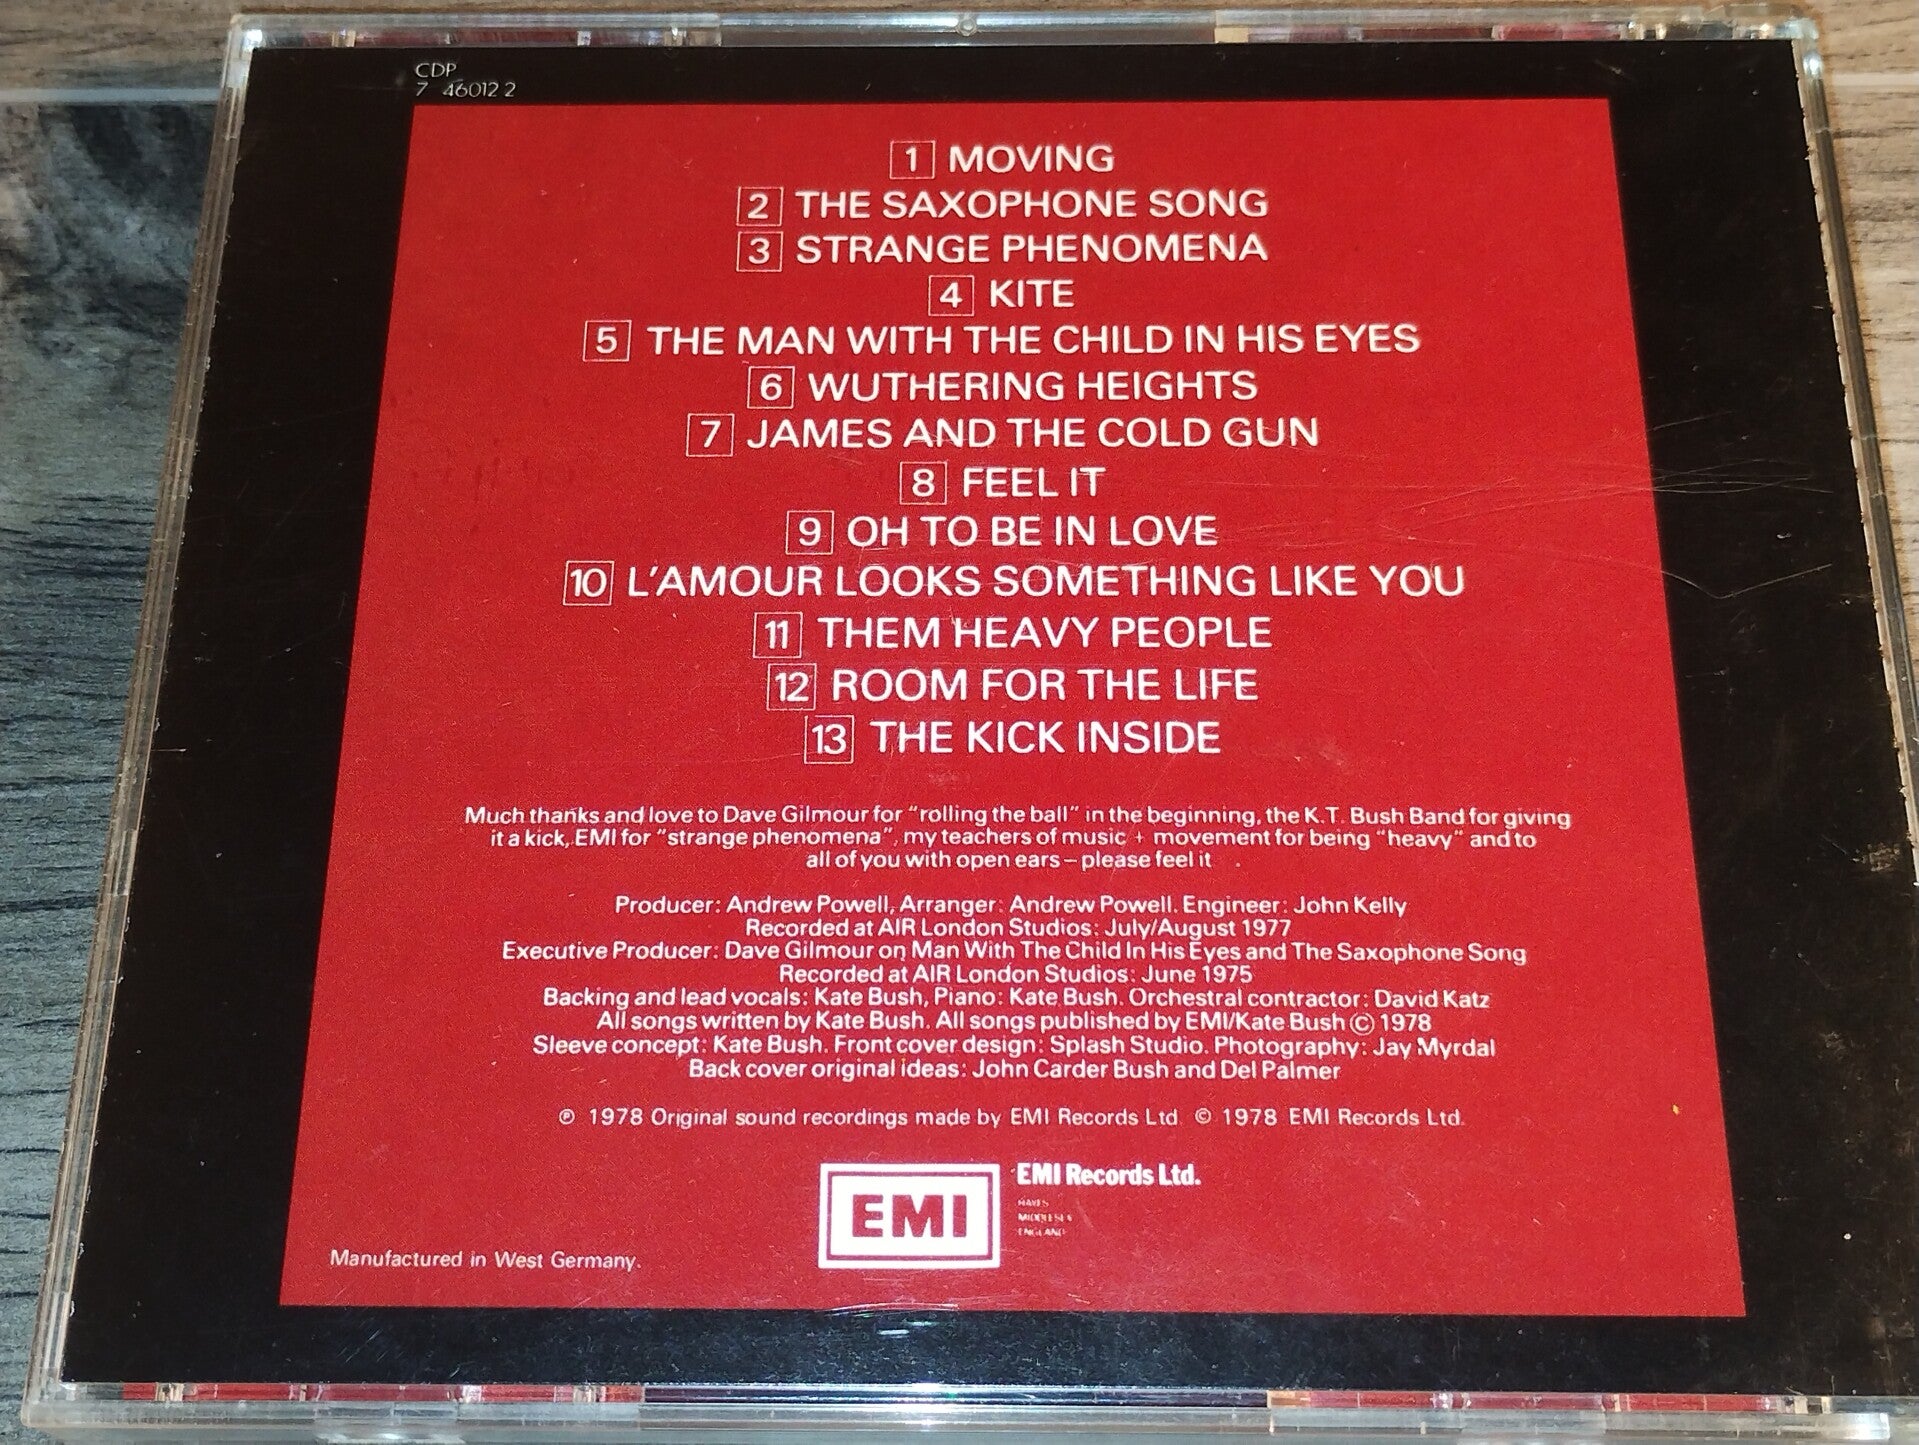 CDP
7 46012 2
1 MOVING
2 THE SAXOPHONE SONG
3 STRANGE PHENOMENA
4 KITE
5 THE MAN WITH THE CHILD IN HIS EYES
6 WUTHERING HEIGHTS
7 JAMES AND THE COLD GUN
8 FEEL IT
9 OH TO BE IN LOVE
10 L'AMOUR LOOKS SOMETHING LIKE YOU
11 THEM HEAVY PEOPLE
12 ROOM FOR THE LIFE
13 THE KICK INSIDE
Much thanks and love to Dave Gilmour for "rolling the ball" in the beginning, the K.T. Bush Band for giving
it a kick, EMI for "strange phenomena", my teachers of music + movement for being "heavy" and to
all of you with open ears – please feel it .
Producer: Andrew Powell, Arranger: Andrew Powell. Engineer: John Kelly
Recorded at AIR London Studios: July/August 1977
Executive Producer: Dave Gilmour on Man With The Child In His Eyes and The Saxophone Song
Recorded at AIR London Studios: June 1975
Backing and lead vocals: Kate Bush, Piano: Kate Bush. Orchestral contractor: David Katz
All songs written by Kate Bush. All songs published by EMI/Kate Bush © 1978
Sleeve concept: Kate Bush. Front cover design: Splash Studio. Photography: Jay Myrdal
Back cover original ideas: John Carder Bush and Del Palmer
℗ 1978 Original sound recordings made by EMI Records Ltd © 1978 EMI Records Ltd.
EMI
EMI Records Ltd.
HAYES
MIDDLESEX
ENGLAND
Manufactured in West Germany.